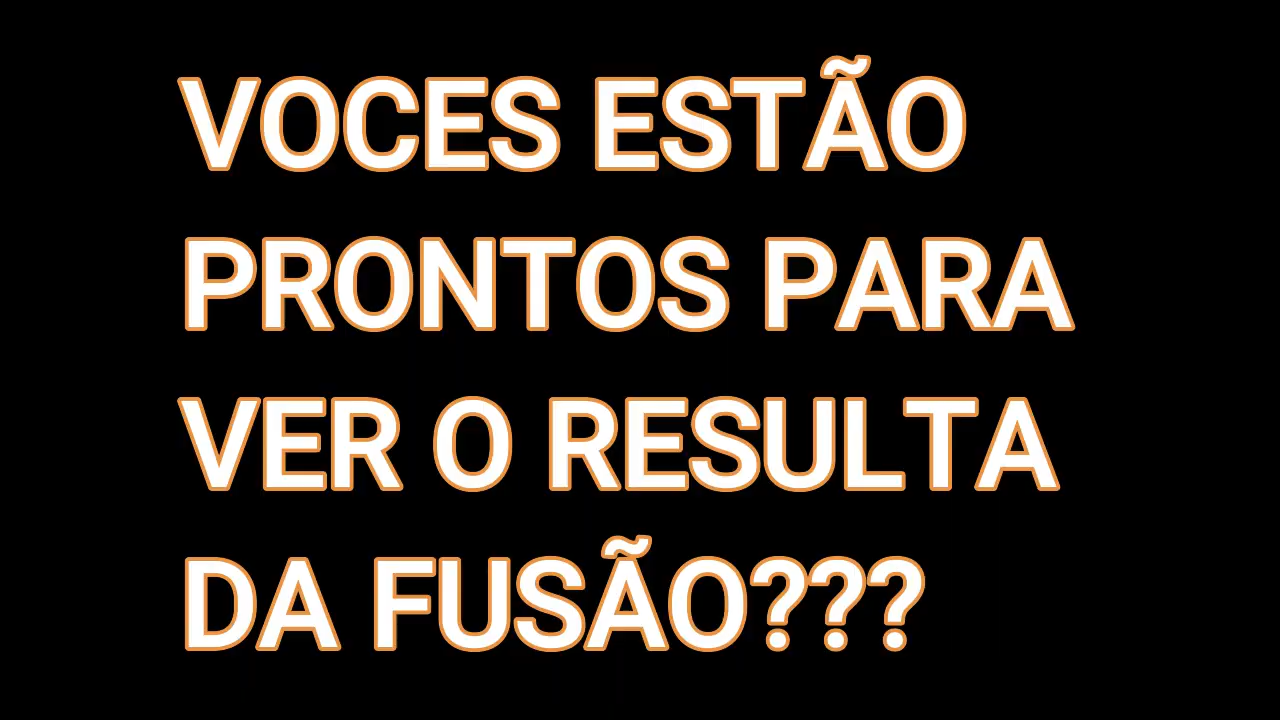 VOCES ESTÃO
PRONTOS PARA
VER O RESULTA
DA FUSÃO???